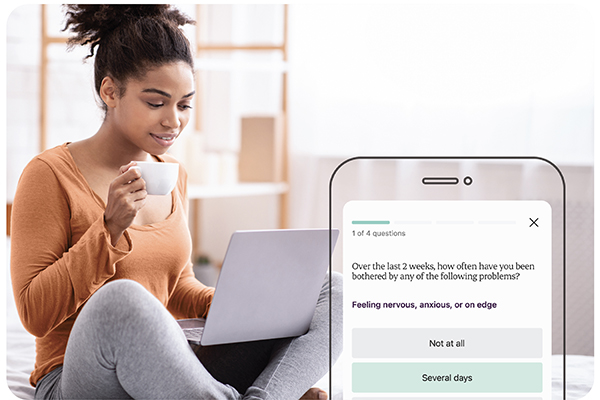 1 of 4 questions
Over the last 2 weeks, how often have you been
bothered by any of the following problems?
Feeling nervous, anxious, or on edge
Not at all
Several days